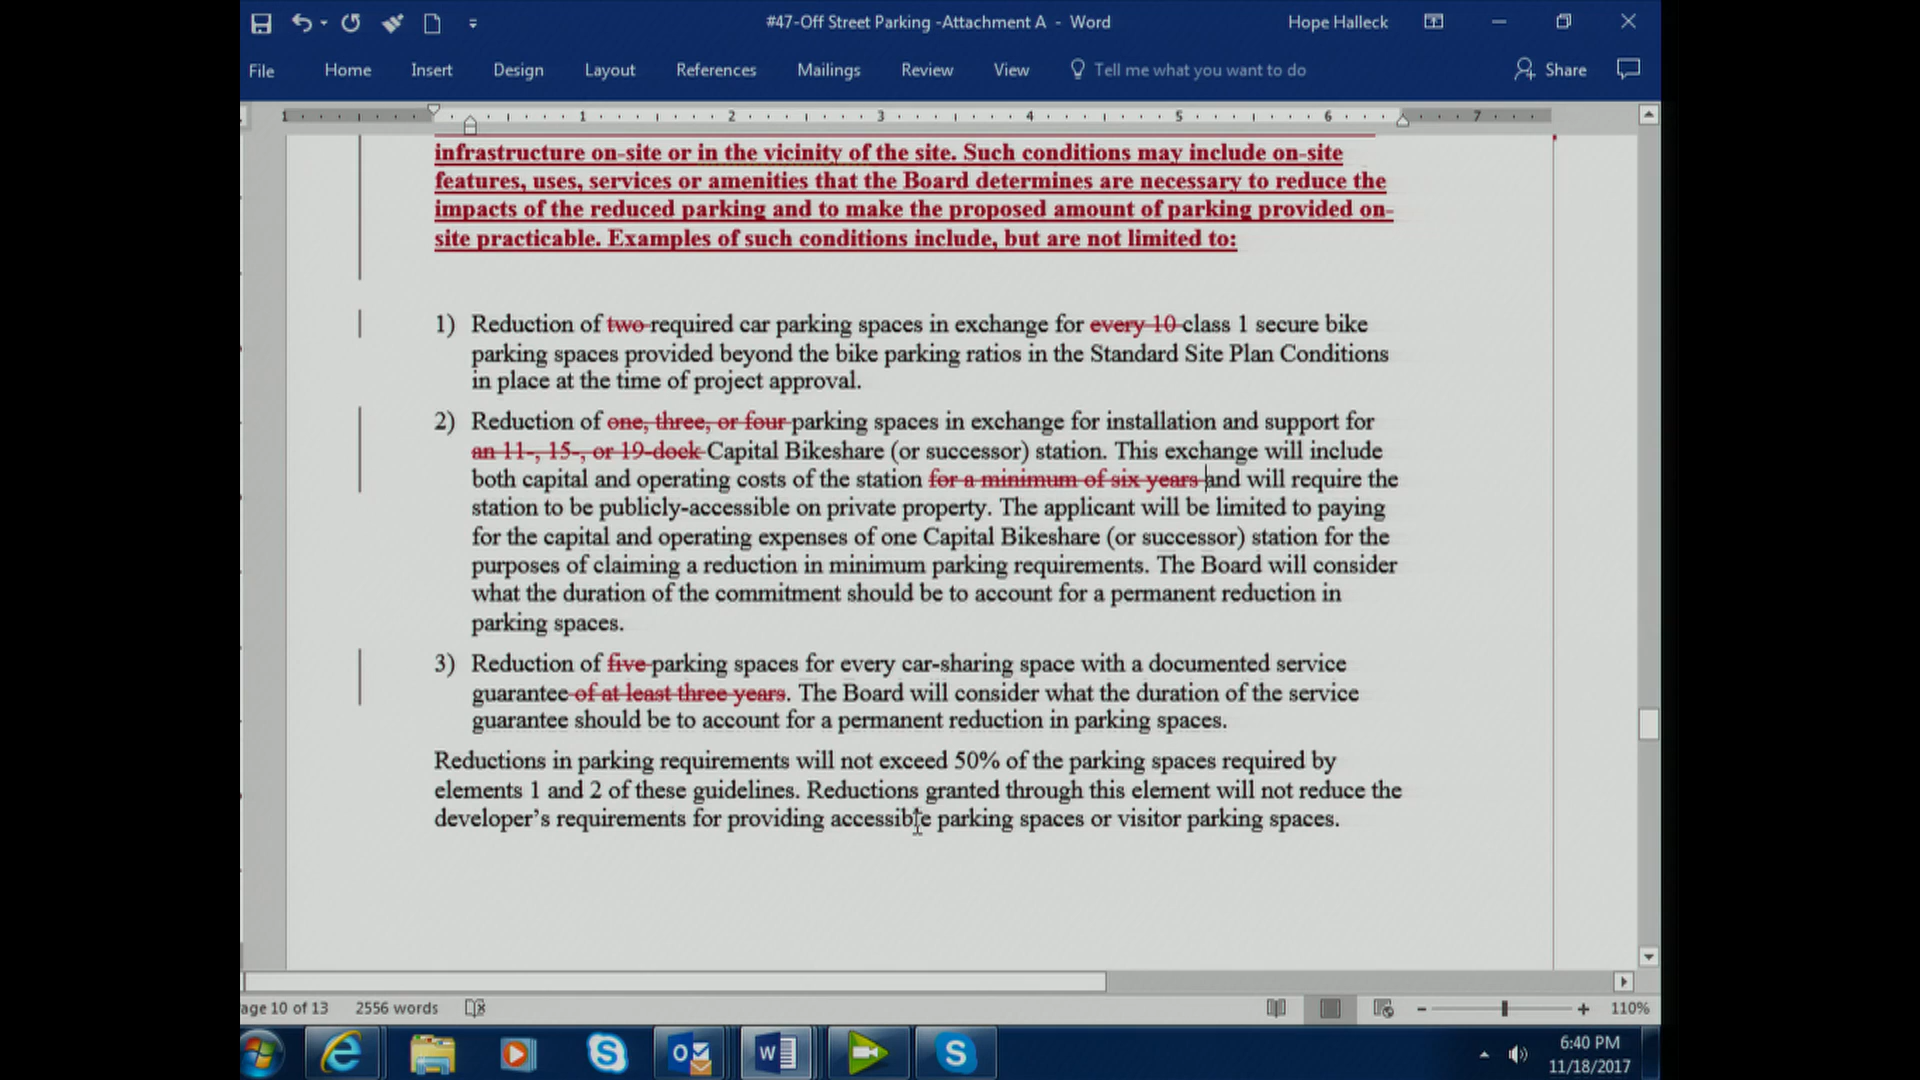 #47-Off Street Parking -Attachment A - Word
Hope Halleck
File Home Insert Design Layout References Mailings Review View Tell me what you want to do Share
1 1 2 3 4 5 6 7
infrastructure on-site or in the vicinity of the site. Such conditions may include on-site
features, uses, services or amenities that the Board determines are necessary to reduce the
impacts of the reduced parking and to make the proposed amount of parking provided on-
site practicable. Examples of such conditions include, but are not limited to:
1) Reduction of two required car parking spaces in exchange for every 10 class 1 secure bike
parking spaces provided beyond the bike parking ratios in the Standard Site Plan Conditions
in place at the time of project approval.
2) Reduction of one, three, or four parking spaces in exchange for installation and support for
an 11-, 15-, or 19-dock Capital Bikeshare (or successor) station. This exchange will include
both capital and operating costs of the station for a minimum of six years and will require the
station to be publicly-accessible on private property. The applicant will be limited to paying
for the capital and operating expenses of one Capital Bikeshare (or successor) station for the
purposes of claiming a reduction in minimum parking requirements. The Board will consider
what the duration of the commitment should be to account for a permanent reduction in
parking spaces.
3) Reduction of five parking spaces for every car-sharing space with a documented service
guarantee of at least three years. The Board will consider what the duration of the service
guarantee should be to account for a permanent reduction in parking spaces.
Reductions in parking requirements will not exceed 50% of the parking spaces required by
elements 1 and 2 of these guidelines. Reductions granted through this element will not reduce the
developer's requirements for providing accessible parking spaces or visitor parking spaces.
age 10 of 13 2556 words 110%
6:40 PM
11/18/2017